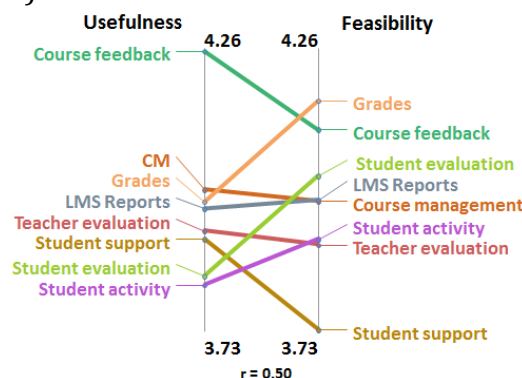 Usefulness
Feasibility
4.26
4.26
Course feedback
CM
Grades
LMS Reports
Teacher evaluation
Student support
Student evaluation
Student activity
Grades
Course feedback
Student evaluation
LMS Reports
Course management
Student activity
Teacher evaluation
Student support
3.73
3.73
r = 0.50